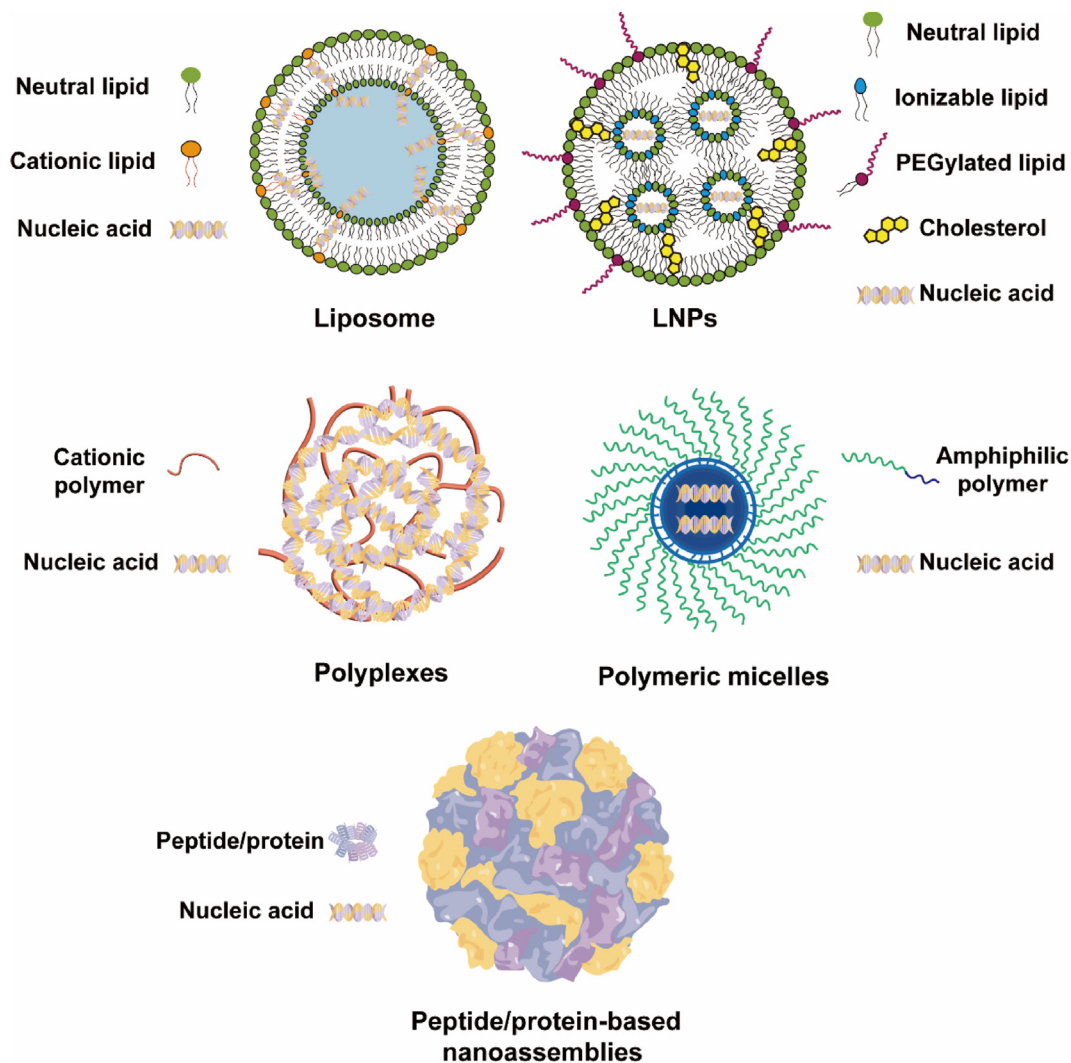 Neutral lipid
Cationic lipid
Nucleic acid
Liposome
Neutral lipid
Ionizable lipid
PEGylated lipid
Cholesterol
Nucleic acid
LNPs
Cationic
polymer
Nucleic acid
Polyplexes
Amphiphilic
polymer
Nucleic acid
Polymeric micelles
Peptide/protein
Nucleic acid
Peptide/protein-based
nanoassemblies